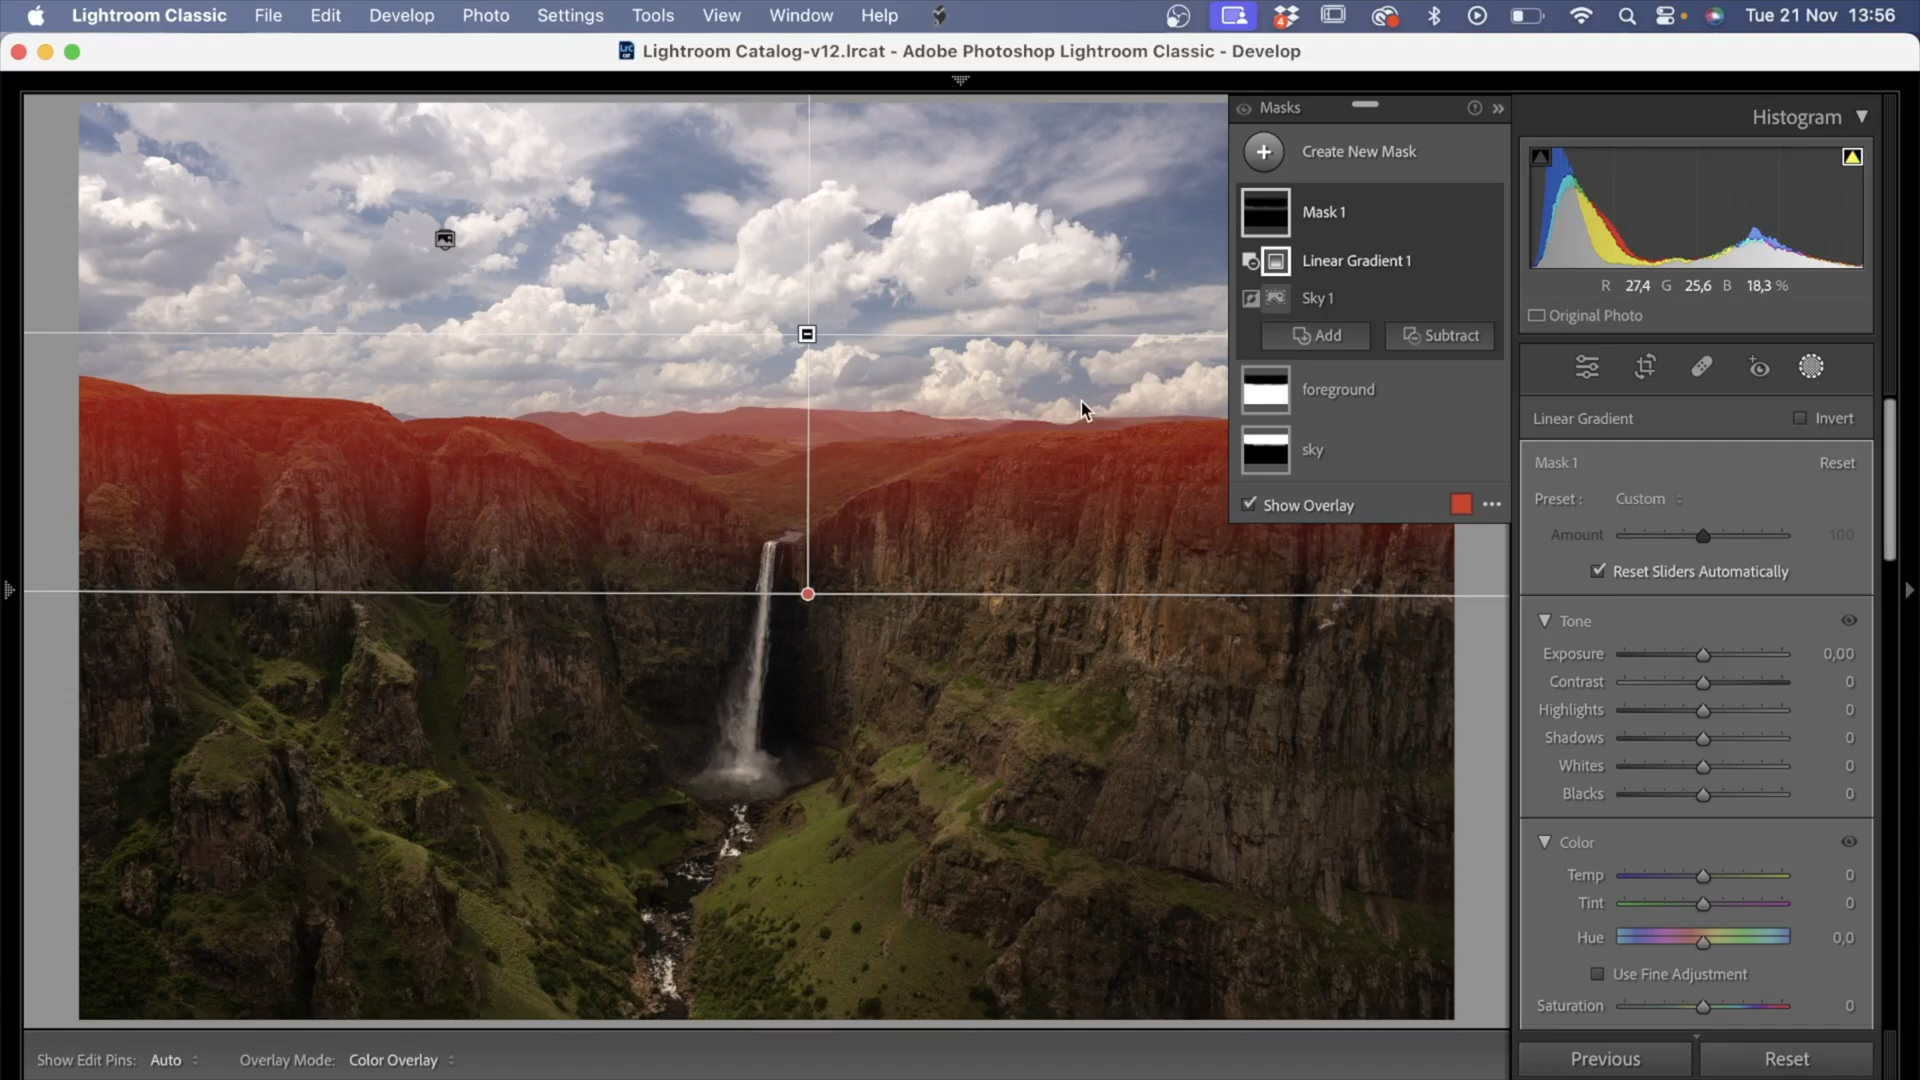 Lightroom Classic File Edit Develop Photo Settings Tools View Window Help 4 Tue 21 Nov 13:56
LrC Lightroom Catalog-v12.lrcat - Adobe Photoshop Lightroom Classic - Develop
Masks
Create New Mask
Mask 1
Linear Gradient 1
Sky 1
Add Subtract
foreground
sky
Show Overlay
Histogram
R 27,4 G 25,6 B 18,3 %
Original Photo
Linear Gradient Invert
Mask 1 Reset
Preset : Custom
Amount 100
Reset Sliders Automatically
Tone
Exposure 0,00
Contrast 0
Highlights 0
Shadows 0
Whites 0
Blacks 0
Color
Temp 0
Tint 0
Hue 0,0
Use Fine Adjustment
Saturation 0
Show Edit Pins: Auto Overlay Mode: Color Overlay
Previous Reset